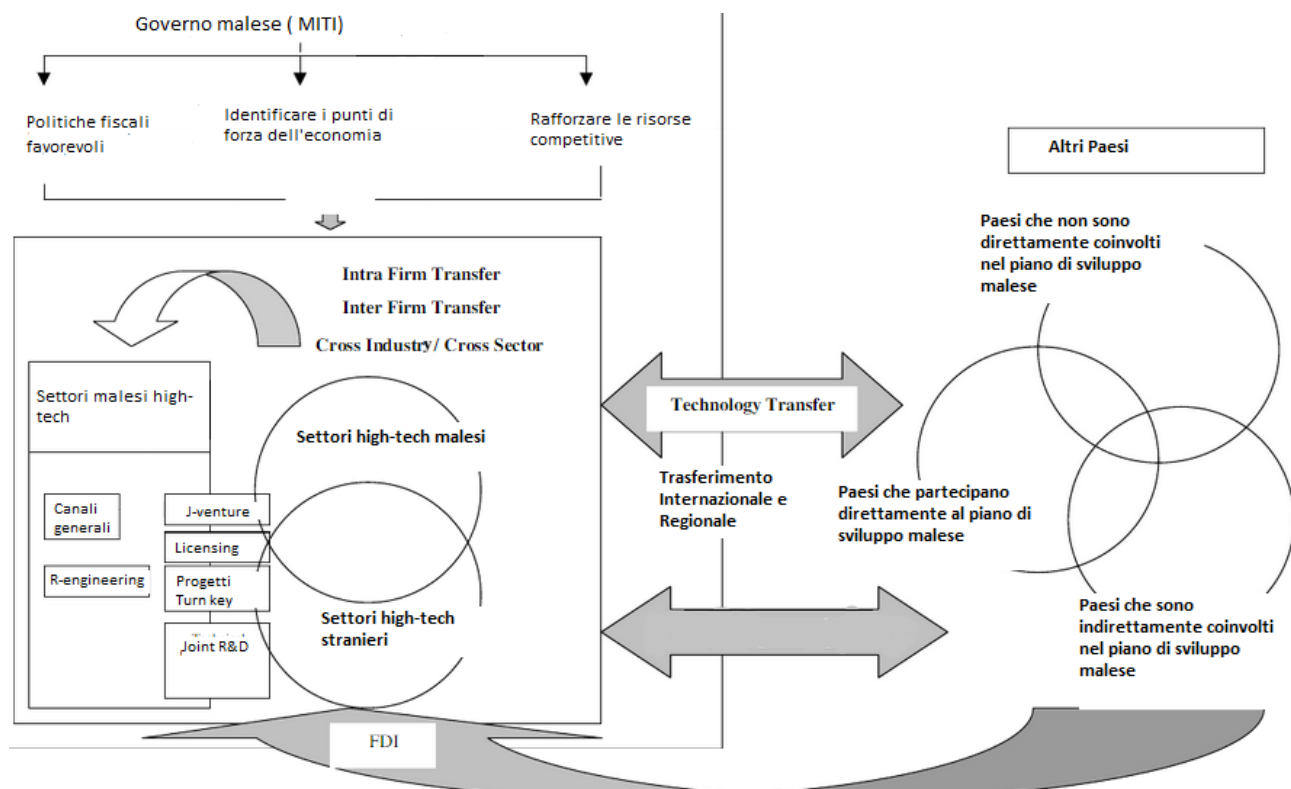 Governo malese ( MITI)
Politiche fiscali
favorevoli
Identificare i punti di
forza dell'economia
Rafforzare le risorse
competitive
Altri Paesi
Paesi che non sono
direttamente coinvolti
nel piano di sviluppo
malese
Intra Firm Transfer
Inter Firm Transfer
Cross Industry / Cross Sector
Settori malesi high-
tech
Technology Transfer
Settori high-tech malesi
Trasferimento
Internazionale e
Regionale
Paesi che partecipano
direttamente al piano di
sviluppo malese
Canali
generali
J-venture
Licensing
R-engineering
Progetti
Turn key
Settori high-tech
stranieri
Joint R&D
Paesi che sono
indirettamente coinvolti
nel piano di sviluppo
malese
FDI